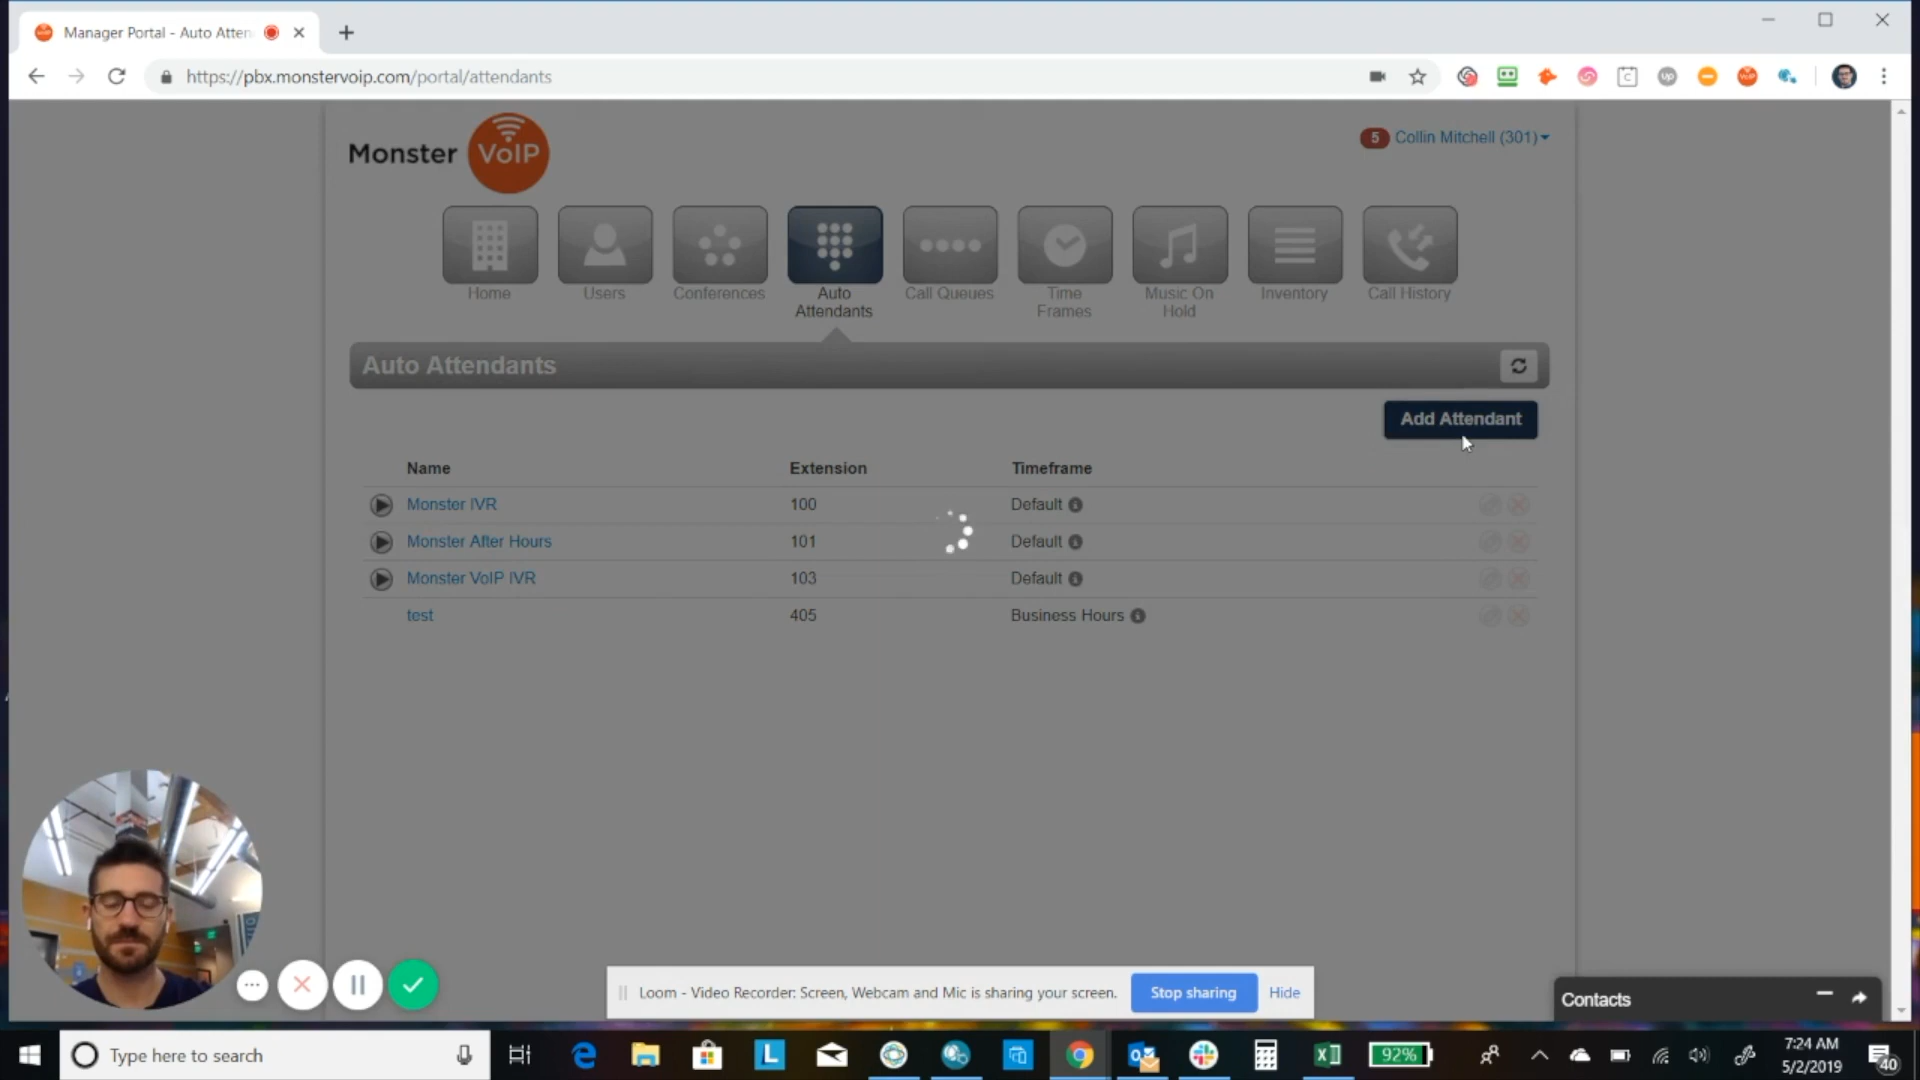 Manager Portal - Auto Atten
https://pbx.monstervoip.com/portal/attendants
Monster VoIP
5 Collin Mitchell (301)
Home
Users
Conferences
Auto
Attendants
Call Queues
Time
Frames
Music On
Hold
Inventory
Call History
Auto Attendants
Add Attendant
Name Extension Timeframe
Monster IVR 100 Default
Monster After Hours 101 Default
Monster VoIP IVR 103 Default
test 405 Business Hours
Loom - Video Recorder: Screen, Webcam and Mic is sharing your screen. Stop sharing Hide
Contacts
Type here to search
92%
7:24 AM
5/2/2019
40